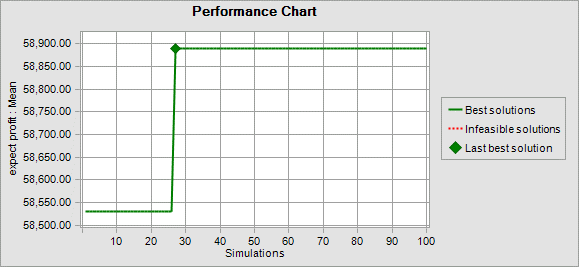 Performance Chart
58,900.00
58,850.00
58,800.00
58,750.00
58,700.00
58,650.00
58,600.00
58,550.00
58,500.00
expect profit : Mean
10 20 30 40 50 60 70 80 90 100
Simulations
Best solutions
Infeasible solutions
Last best solution